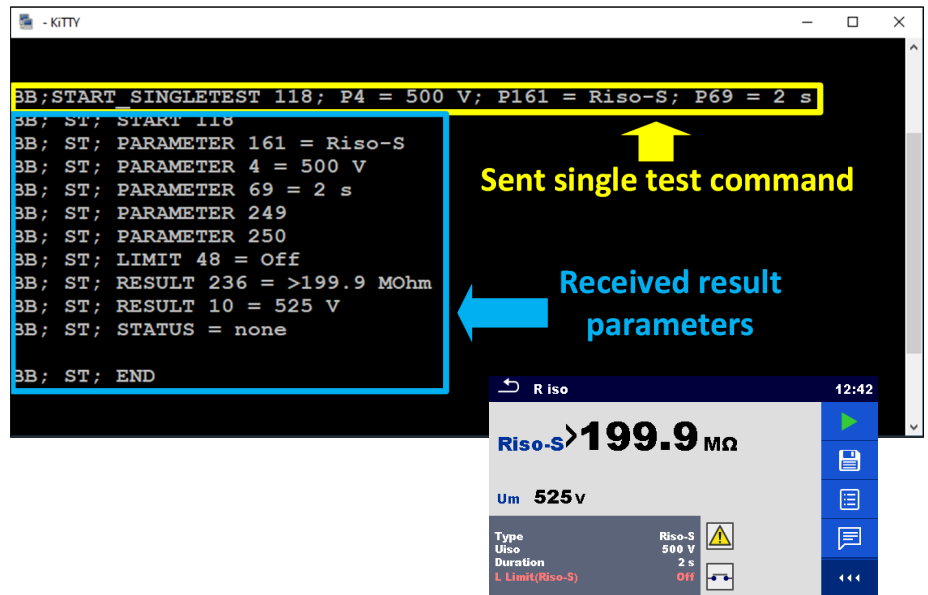 - KiTTY
BB;START_SINGLETEST 118; P4 = 500 V; P161 = Riso-S; P69 = 2 s
BB; ST; START 118
BB; ST; PARAMETER 161 = Riso-S
BB; ST; PARAMETER 4 = 500 V
BB; ST; PARAMETER 69 = 2 s
BB; ST; PARAMETER 249
BB; ST; PARAMETER 250
BB; ST; LIMIT 48 = Off
BB; ST; RESULT 236 = >199.9 MOhm
BB; ST; RESULT 10 = 525 V
BB; ST; STATUS = none
BB; ST; END
Sent single test command
Received result
parameters
R iso 12:42
Riso-S >199.9 MΩ
Um 525 V
Type Riso-S
Uiso 500 V
Duration 2 s
L Limit(Riso-S) Off